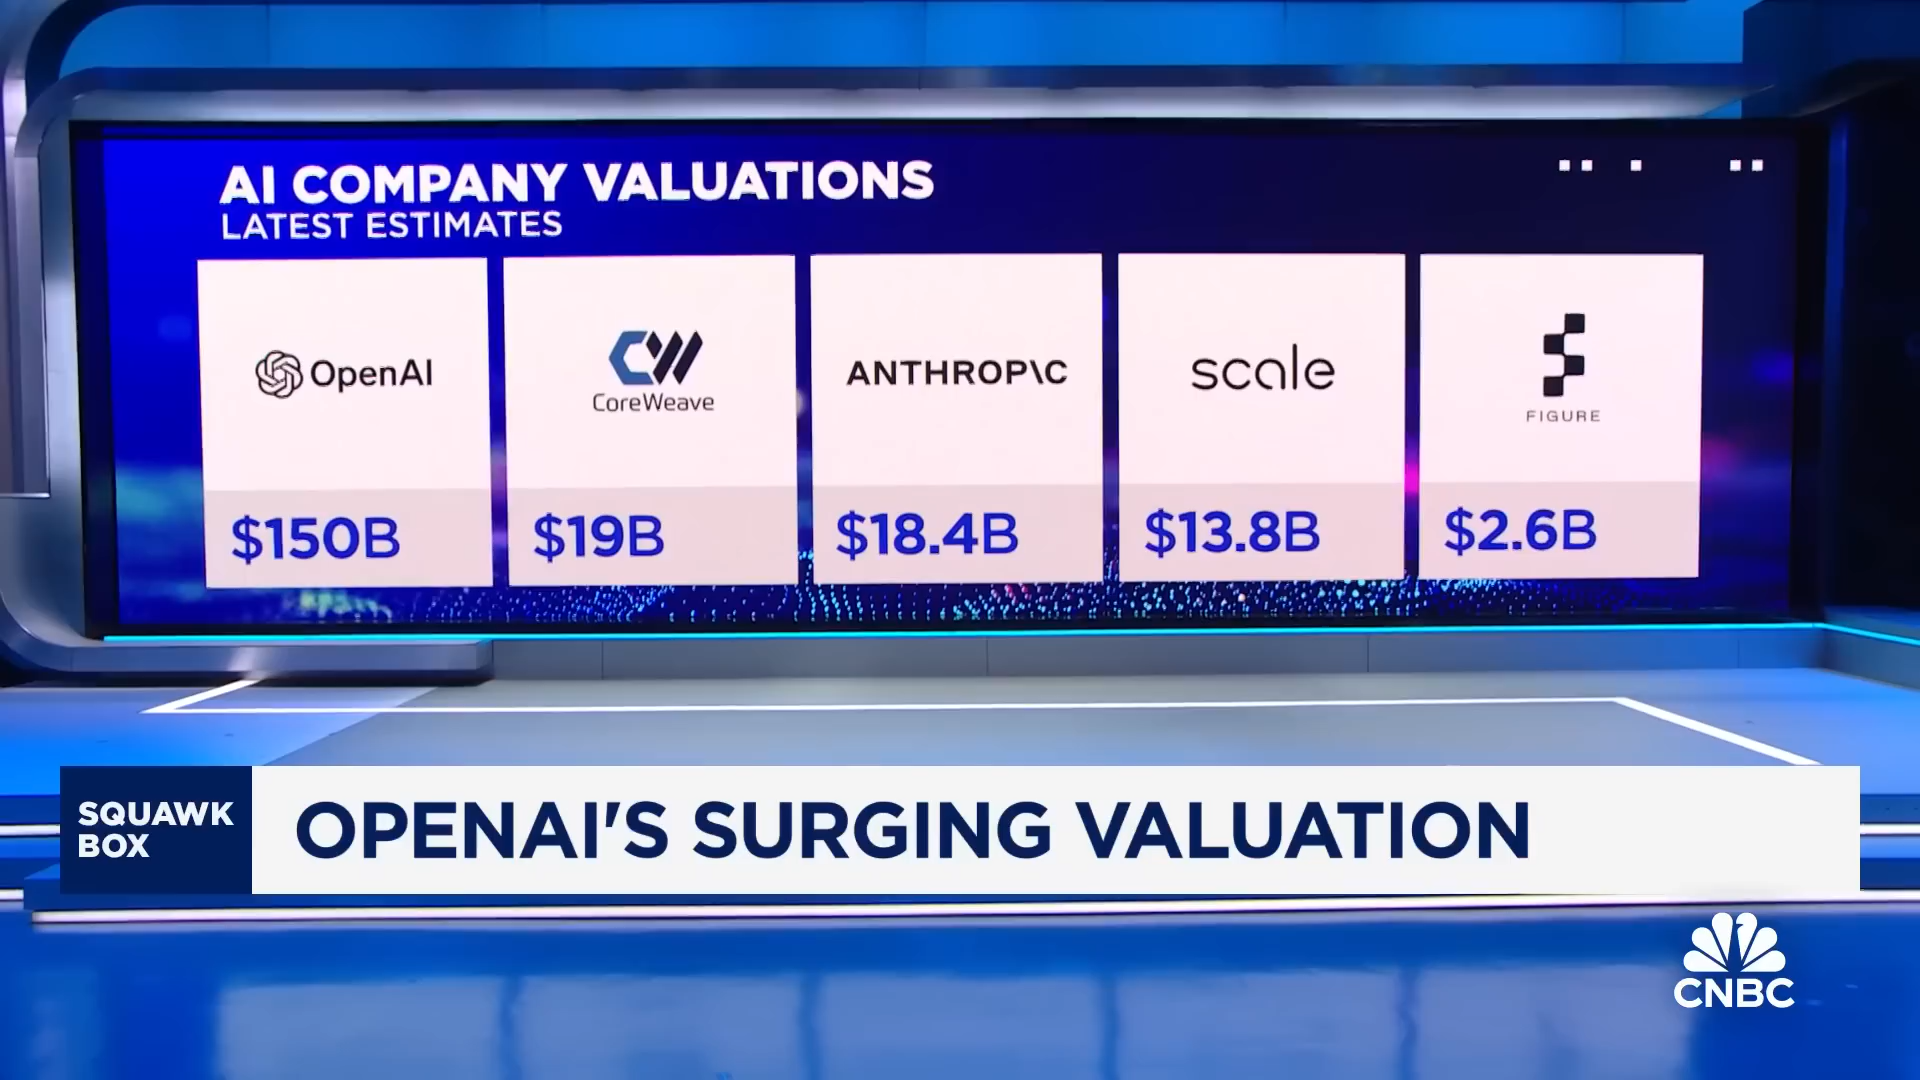 AI COMPANY VALUATIONS
LATEST ESTIMATES
OpenAI
CoreWeave
ANTHROP\C
scale
FIGURE
$150B
$19B
$18.4B
$13.8B
$2.6B
SQUAWK
BOX
OPENAI'S SURGING VALUATION
CNBC